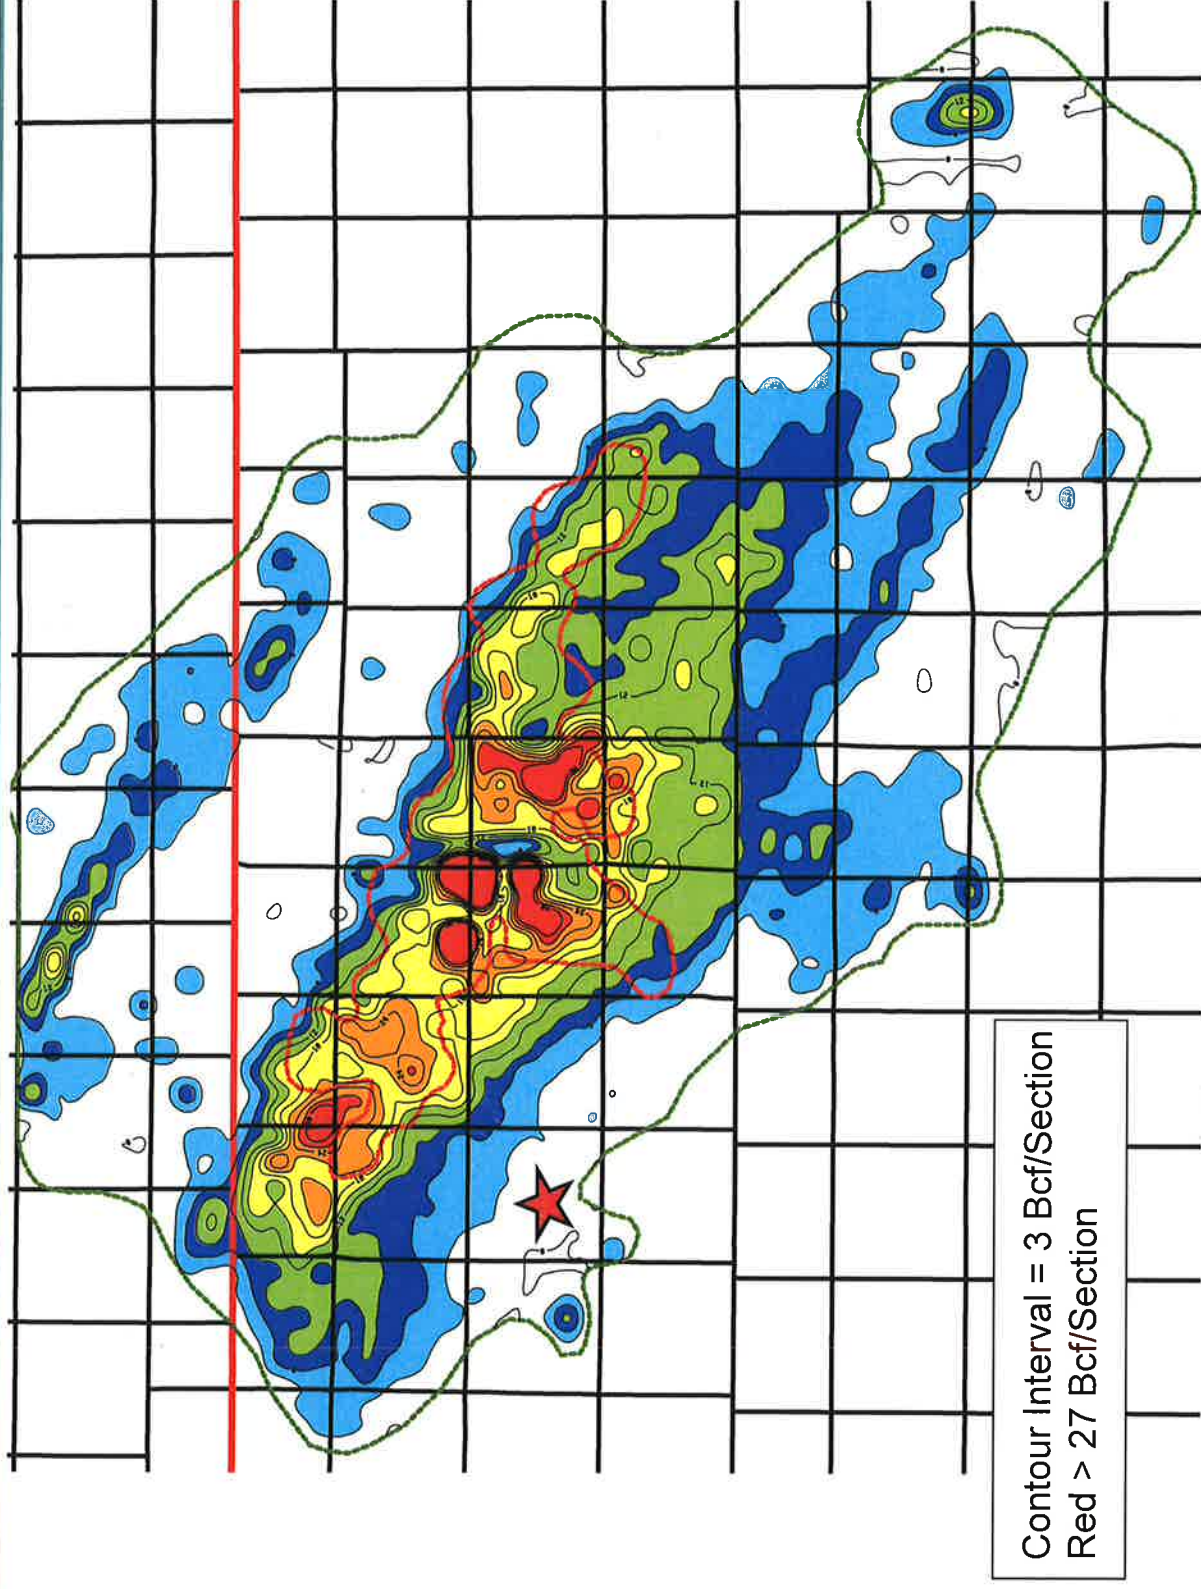 Contour Interval = 3 Bcf/Section
Red > 27 Bcf/Section